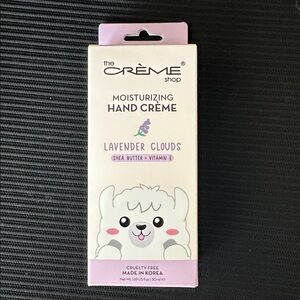 the
CRÈME®
shop
MOISTURIZING
HAND CRÈME
LAVENDER CLOUDS
SHEA BUTTER + VITAMIN E
CRUELTY-FREE
MADE IN KOREA